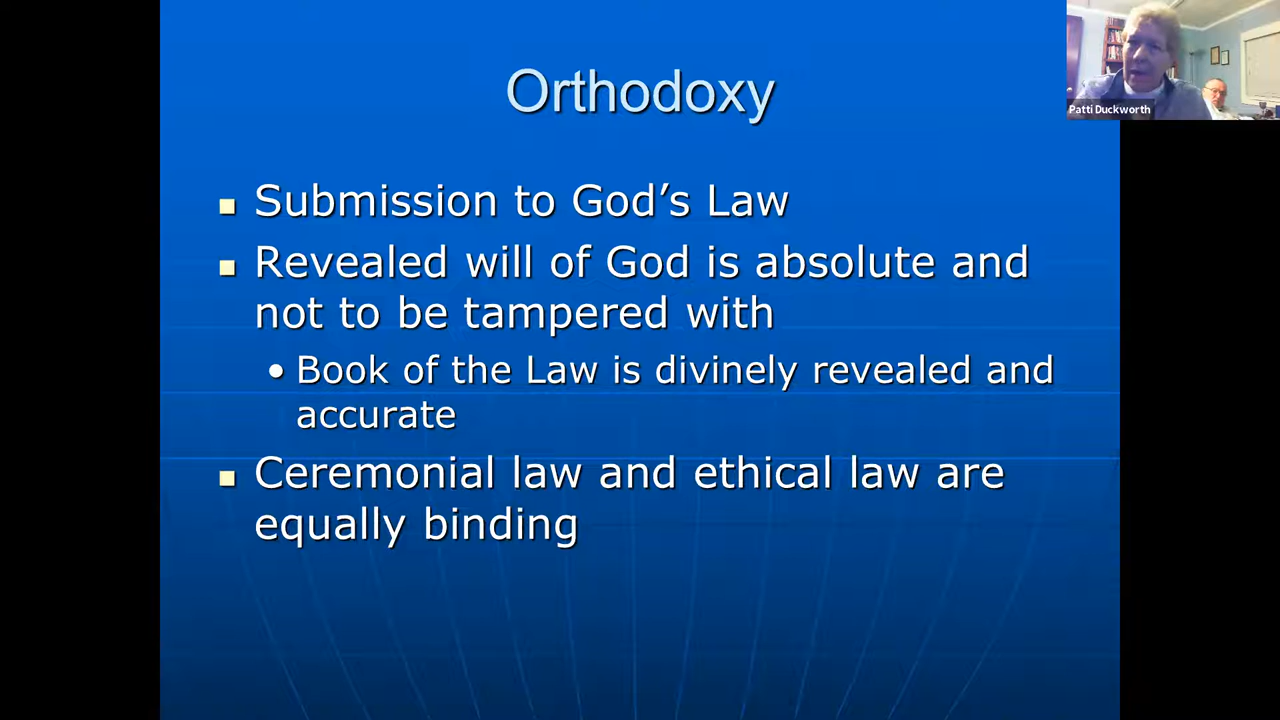 Orthodoxy
Patti Duckworth
■ Submission to God’s Law
■ Revealed will of God is absolute and
not to be tampered with
• Book of the Law is divinely revealed and
accurate
■ Ceremonial law and ethical law are
equally binding